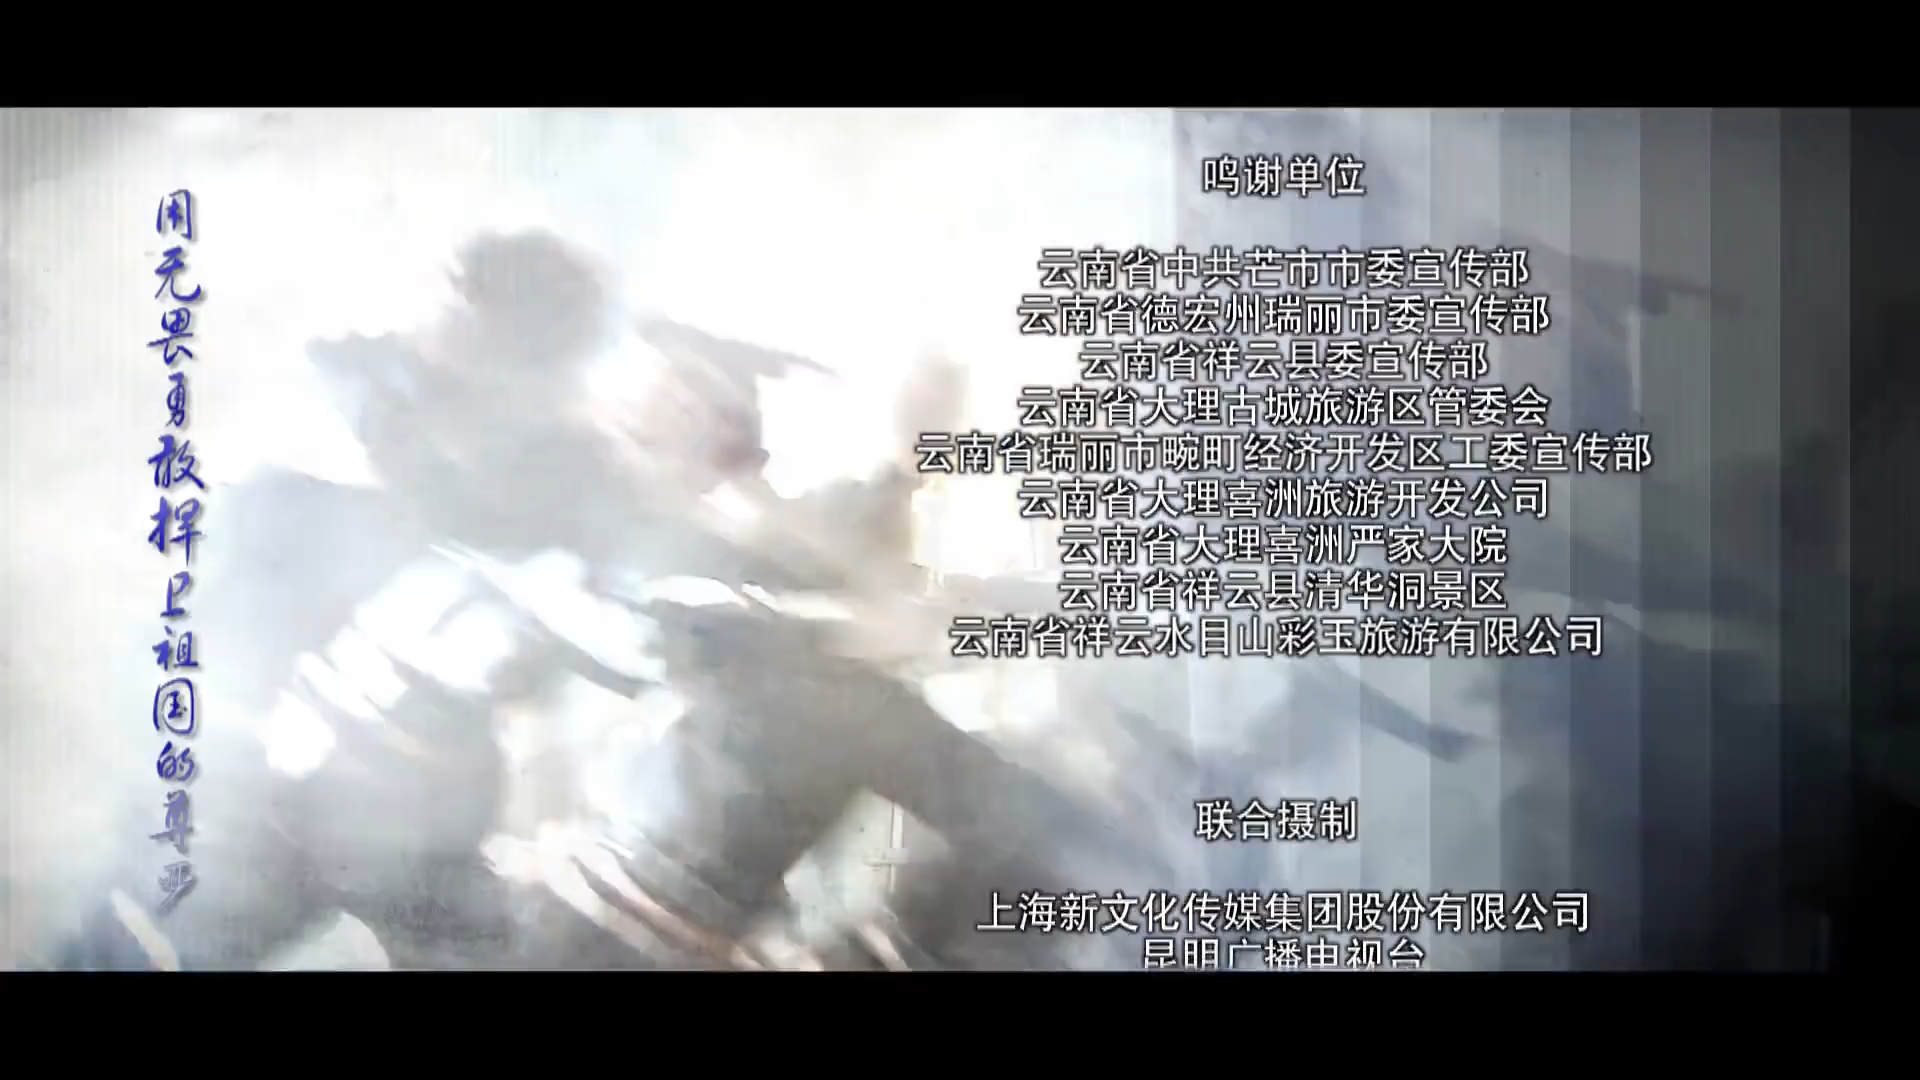 用无畏勇敢捍卫祖国的尊严
鸣谢单位
云南省中共芒市市委宣传部
云南省德宏州瑞丽市委宣传部
云南省祥云县委宣传部
云南省大理古城旅游区管委会
云南省瑞丽市畹町经济开发区工委宣传部
云南省大理喜洲旅游开发公司
云南省大理喜洲严家大院
云南省祥云县清华洞景区
云南省祥云水目山彩玉旅游有限公司
联合摄制
上海新文化传媒集团股份有限公司
昆明广播电视台